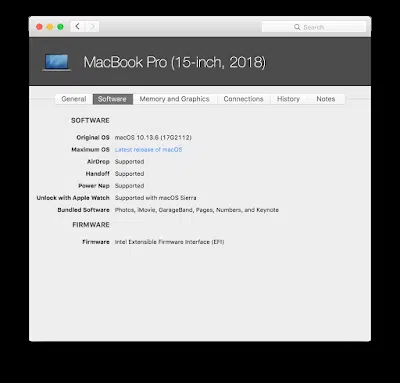 Search
MacBook Pro (15-inch, 2018)
General Software Memory and Graphics Connections History Notes
SOFTWARE
Original OS macOS 10.13.6 (17G2112)
Maximum OS Latest release of macOS
AirDrop Supported
Handoff Supported
Power Nap Supported
Unlock with Apple Watch Supported with macOS Sierra
Bundled Software Photos, iMovie, GarageBand, Pages, Numbers, and Keynote
FIRMWARE
Firmware Intel Extensible Firmware Interface (EFI)